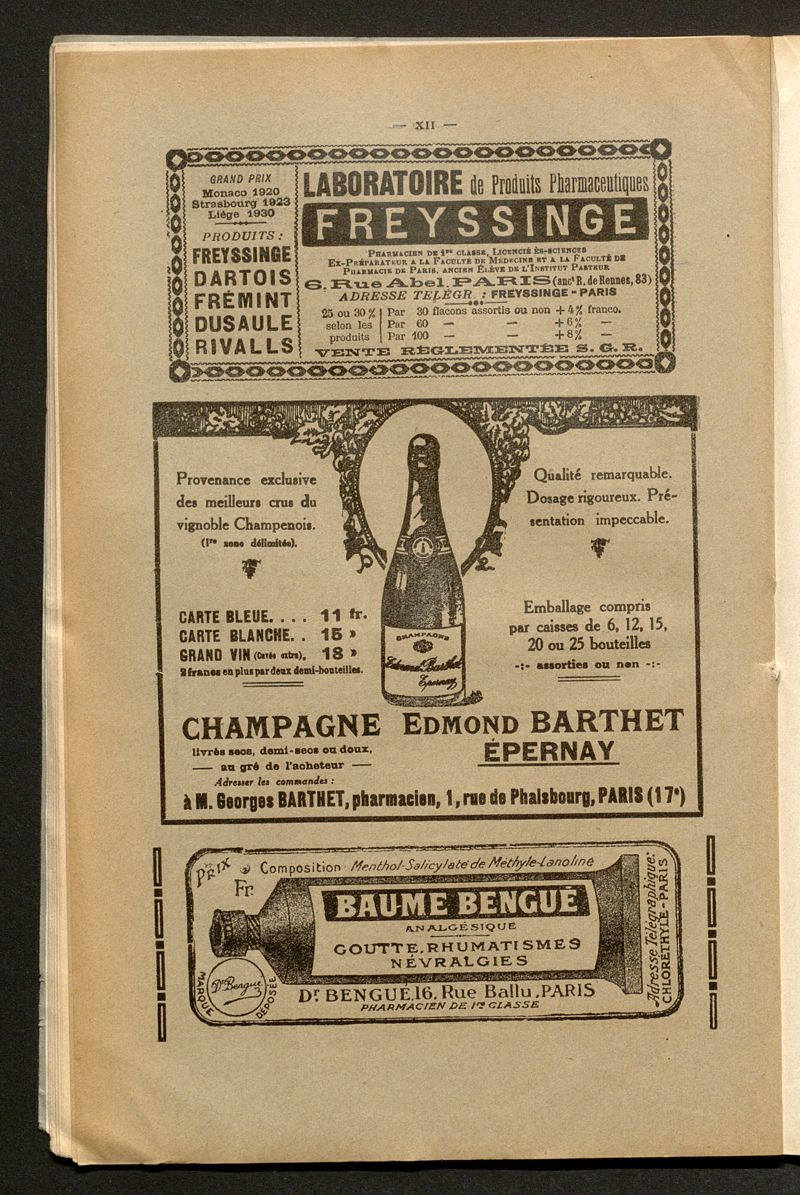 — XII —
GRAND PRIX
Monaco 1920
Strasbourg 1923
Liége 1930
PRODUITS :
FREYSSINGE
DARTOIS
FRÉMINT
DUSAULE
RIVALLS
LABORATOIRE de Produits Pharmaceutiques
FREYSSINGE
PHARMACIEN DE 1re CLASSE, LICENCIÉ ÈS-SCIENCES
EX-PRÉPARATEUR A LA FACULTÉ DE MÉDECINE ET A LA FACULTÉ DE
PHARMACIE DE PARIS, ANCIEN ÉLÈVE DE L'INSTITUT PASTEUR
6. Rue Abel. PARIS (anct R. de Rennes, 83)
ADRESSE TELÉGR. : FREYSSINGE - PARIS
25 ou 30 % Par 30 flacons assortis ou non + 4 % franco.
selon les Par 60 — — + 6 % —
produits Par 100 — — + 8 % —
VENTE RÉGLEMENTÉE S. G. R.
Provenance exclusive
des meilleurs crus du
vignoble Champenois.
(1re zone délimitée).
Qualité remarquable.
Dosage rigoureux. Pré-
sentation impeccable.
CARTE BLEUE. . . . 11 fr.
CARTE BLANCHE. . 15 »
GRAND VIN (Cuvée extra). 18 »
2 francs en plus par deux demi-bouteilles.
Emballage compris
par caisses de 6, 12, 15,
20 ou 25 bouteilles
-:- assorties ou non -:-
CHAMPAGNE
Edmond Barthet
Epernay
CHAMPAGNE EDMOND BARTHET
livrés secs, demi-secs ou doux,
— au gré de l'acheteur —
ÉPERNAY
Adresser les commandes :
à M. Georges BARTHET, pharmacien, 1, rue de Phalsbourg, PARIS (17e)
PRIX
Fr.
Composition Menthol-Salicylate de Méthyle-Lanoline
BAUME BENGUÉ
ANALGÉSIQUE
GOUTTE, RHUMATISMES
NÉVRALGIES
MARQUE DÉPOSÉE
Dr Bengué
Dr BENGUÉ, 16, Rue Ballu, PARIS
PHARMACIEN DE 1re CLASSE
Adresse Télégraphique:
CHLORÉTHYLE-PARIS